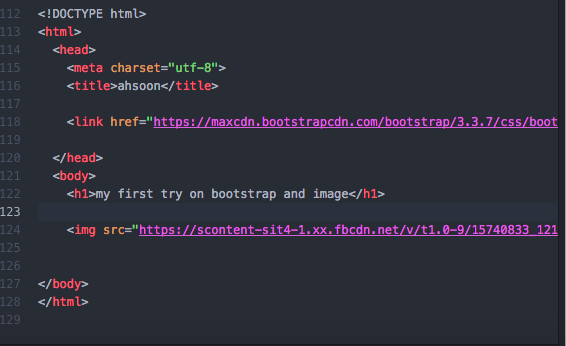 112 <!DOCTYPE html>
113 <html>
114 <head>
115 <meta charset="utf-8">
116 <title>ahsoon</title>
117
118 <link href="https://maxcdn.bootstrapcdn.com/bootstrap/3.3.7/css/boot
119
120 </head>
121 <body>
122 <h1>my first try on bootstrap and image</h1>
123
124 <img src="https://scontent-sit4-1.xx.fbcdn.net/v/t1.0-9/15740833_121
125
126
127 </body>
128 </html>
129